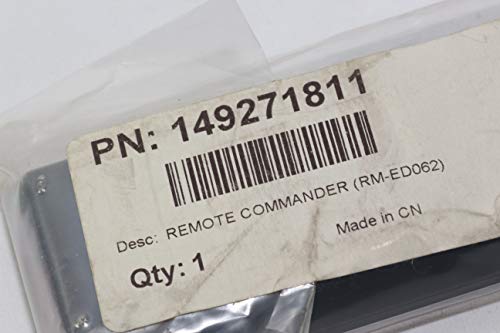 PN: 149271811
Desc: REMOTE COMMANDER (RM-ED062)
Qty: 1
Made in CN